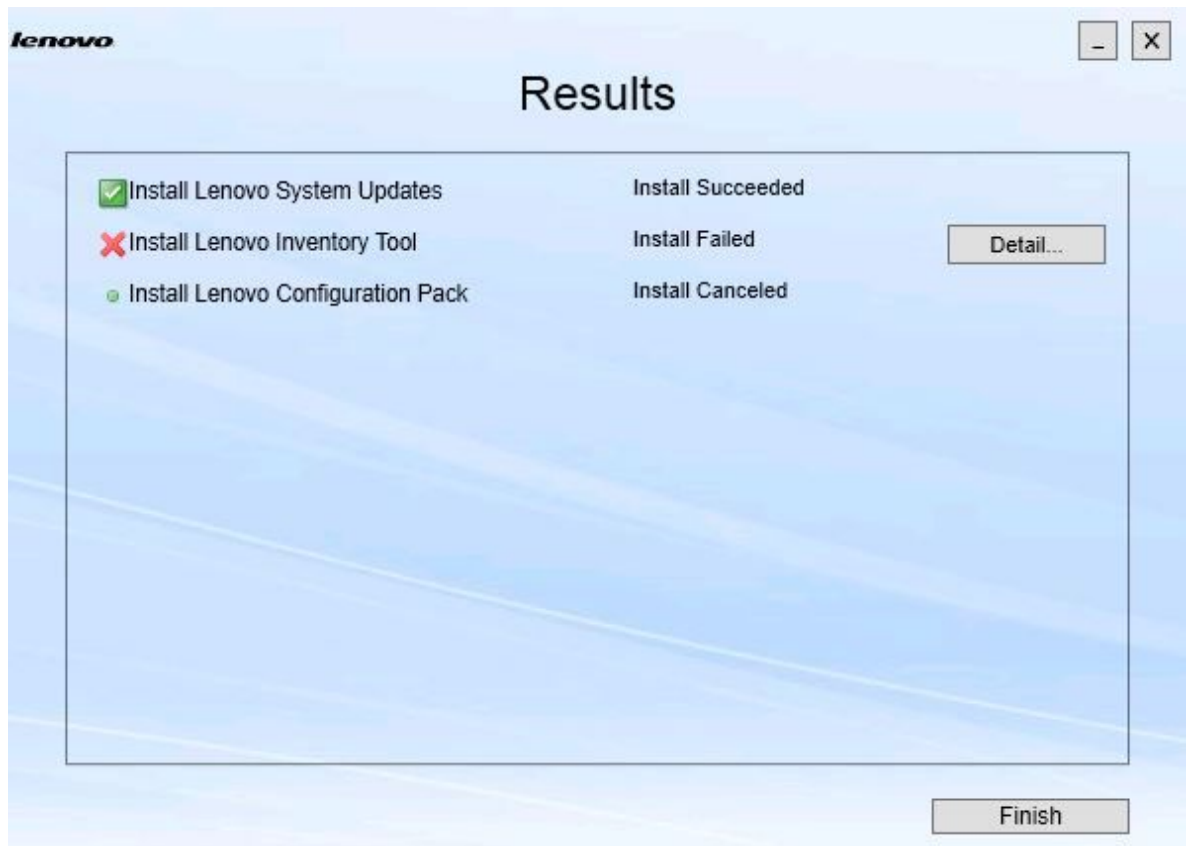 lenovo
_ X
Results
Install Lenovo System Updates Install Succeeded
Install Lenovo Inventory Tool Install Failed Detail...
Install Lenovo Configuration Pack Install Canceled
Finish